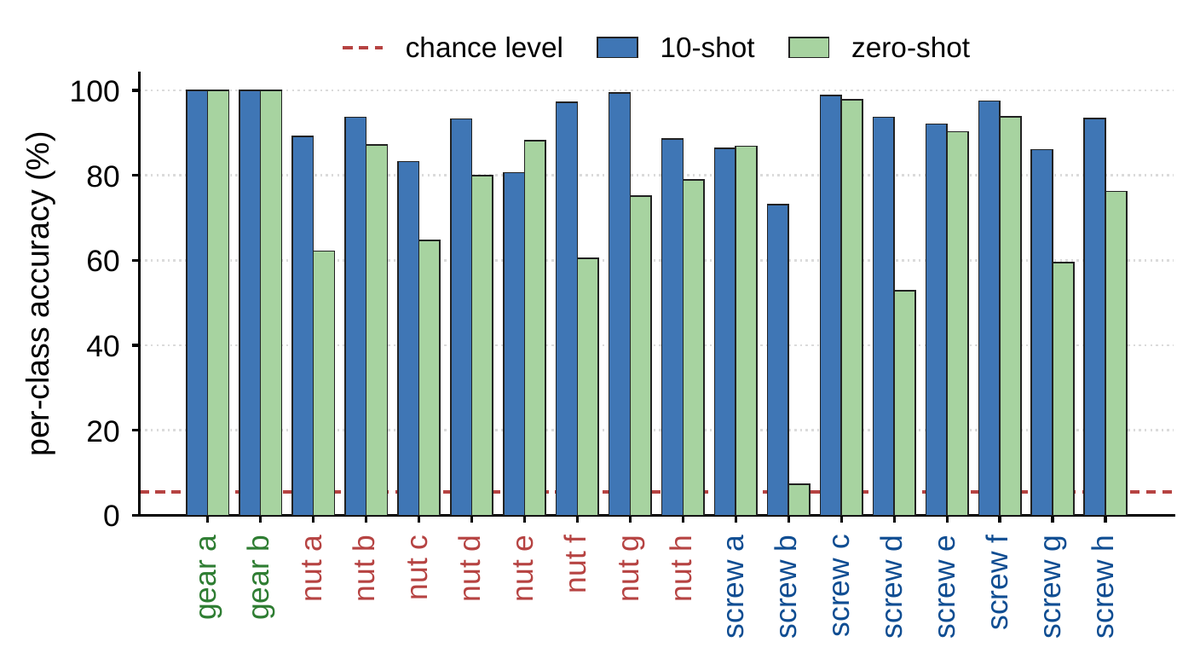 chance level 10-shot zero-shot
per-class accuracy (%)
100
80
60
40
20
0
gear a
gear b
nut a
nut b
nut c
nut d
nut e
nut f
nut g
nut h
screw a
screw b
screw c
screw d
screw e
screw f
screw g
screw h